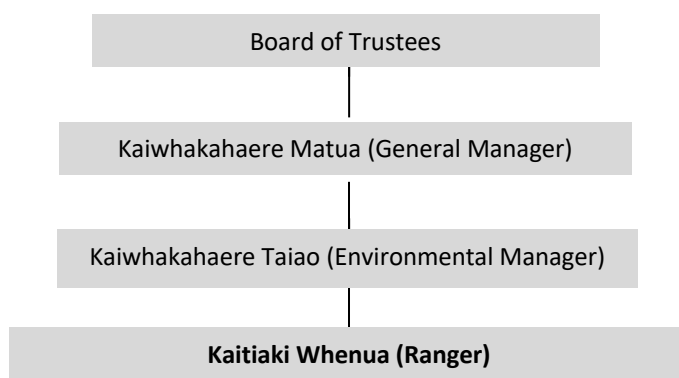 Board of Trustees
Kaiwhakahaere Matua (General Manager)
Kaiwhakahaere Taiao (Environmental Manager)
Kaitiaki Whenua (Ranger)